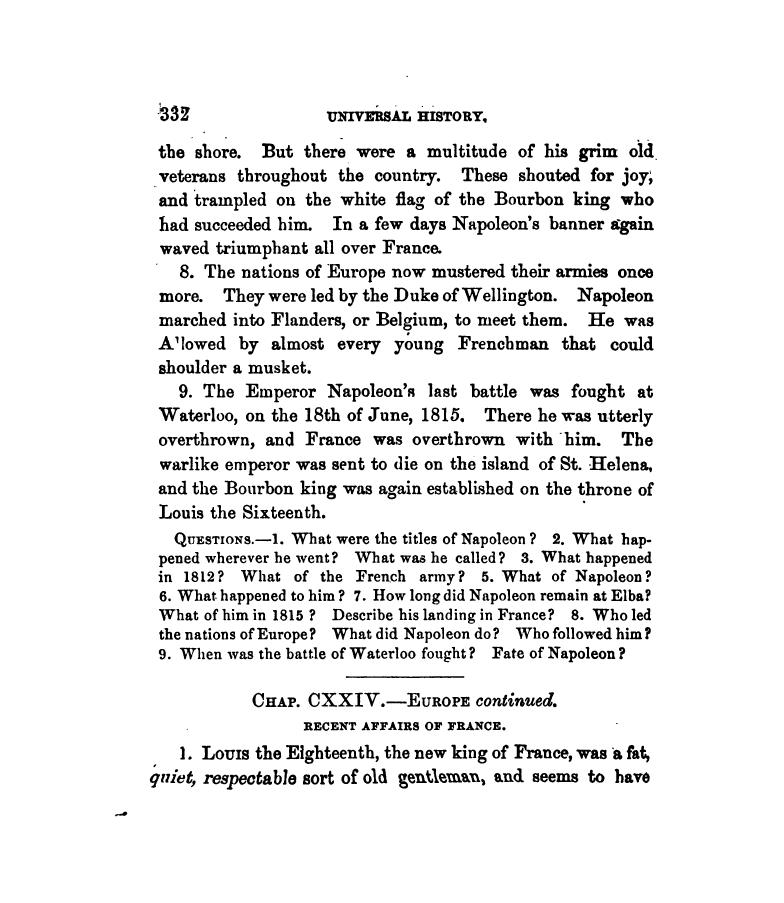 332 UNIVERSAL HISTORY.
the shore. But there were a multitude of his grim old
veterans throughout the country. These shouted for joy,
and trampled on the white flag of the Bourbon king who
had succeeded him. In a few days Napoleon's banner again
waved triumphant all over France.
8. The nations of Europe now mustered their armies once
more. They were led by the Duke of Wellington. Napoleon
marched into Flanders, or Belgium, to meet them. He was
A'lowed by almost every young Frenchman that could
shoulder a musket.
9. The Emperor Napoleon's last battle was fought at
Waterloo, on the 18th of June, 1815. There he was utterly
overthrown, and France was overthrown with him. The
warlike emperor was sent to die on the island of St. Helena,
and the Bourbon king was again established on the throne of
Louis the Sixteenth.
QUESTIONS.—1. What were the titles of Napoleon? 2. What hap-
pened wherever he went? What was he called? 3. What happened
in 1812? What of the French army? 5. What of Napoleon?
6. What happened to him? 7. How long did Napoleon remain at Elba?
What of him in 1815? Describe his landing in France? 8. Who led
the nations of Europe? What did Napoleon do? Who followed him?
9. When was the battle of Waterloo fought? Fate of Napoleon?
CHAP. CXXIV.—EUROPE continued.
RECENT AFFAIRS OF FRANCE.
1. LOUIS the Eighteenth, the new king of France, was a fat,
quiet, respectable sort of old gentleman, and seems to have